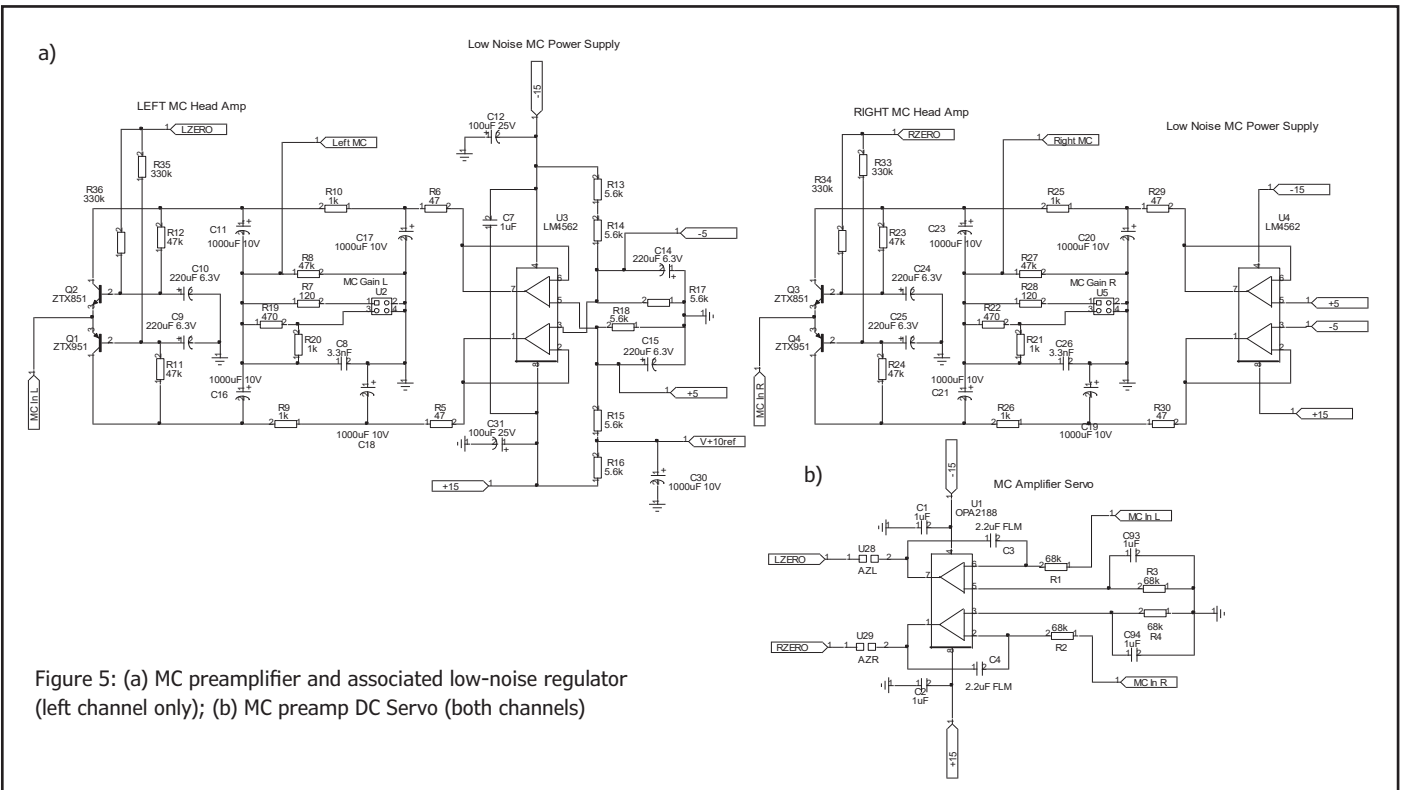 a)
Low Noise MC Power Supply
-15
LEFT MC Head Amp
LZERO
Left MC
C12
100uF 25V
R36
330k
R35
330k
R12
47k
C11
1000uF 10V
R10
1k
R6
47
C17
1000uF 10V
R8
47k
R7
120
MC Gain L
U2
C10
220uF 6.3V
Q2
ZTX851
Q1
ZTX951
C9
220uF 6.3V
R19
470
R20
1k
C8
3.3nF
R11
47k
1000uF 10V
C16
R9
1k
1000uF 10V
C18
R5
47
MC In L
C7
1uF
U3
LM4562
R13
5.6k
R14
5.6k
-5
C14
220uF 6.3V
R17
5.6k
R18
5.6k
C15
220uF 6.3V
+5
R15
5.6k
V+10ref
R16
5.6k
C30
1000uF 10V
C31
100uF 25V
+15
RIGHT MC Head Amp
Low Noise MC Power Supply
RZERO
Right MC
R34
330k
R33
330k
R23
47k
C23
1000uF 10V
R25
1k
R29
47
C20
1000uF 10V
R27
47k
R28
120
MC Gain R
U5
C24
220uF 6.3V
Q3
ZTX851
Q4
ZTX951
C25
220uF 6.3V
R22
470
R21
1k
C26
3.3nF
R24
47k
1000uF 10V
C21
R26
1k
C19
1000uF 10V
R30
47
MC In R
-15
U4
LM4562
+5
-5
+15
b)
MC Amplifier Servo
-15
U1
OPA2188
C1
1uF
2.2uF FLM
C3
MC In L
C93
1uF
LZERO
U28
AZL
68k
R1
R3
68k
68k
R4
RZERO
U29
AZR
68k
R2
C94
1uF
C4
2.2uF FLM
C2
1uF
MC In R
+15
Figure 5: (a) MC preamplifier and associated low-noise regulator
(left channel only); (b) MC preamp DC Servo (both channels)